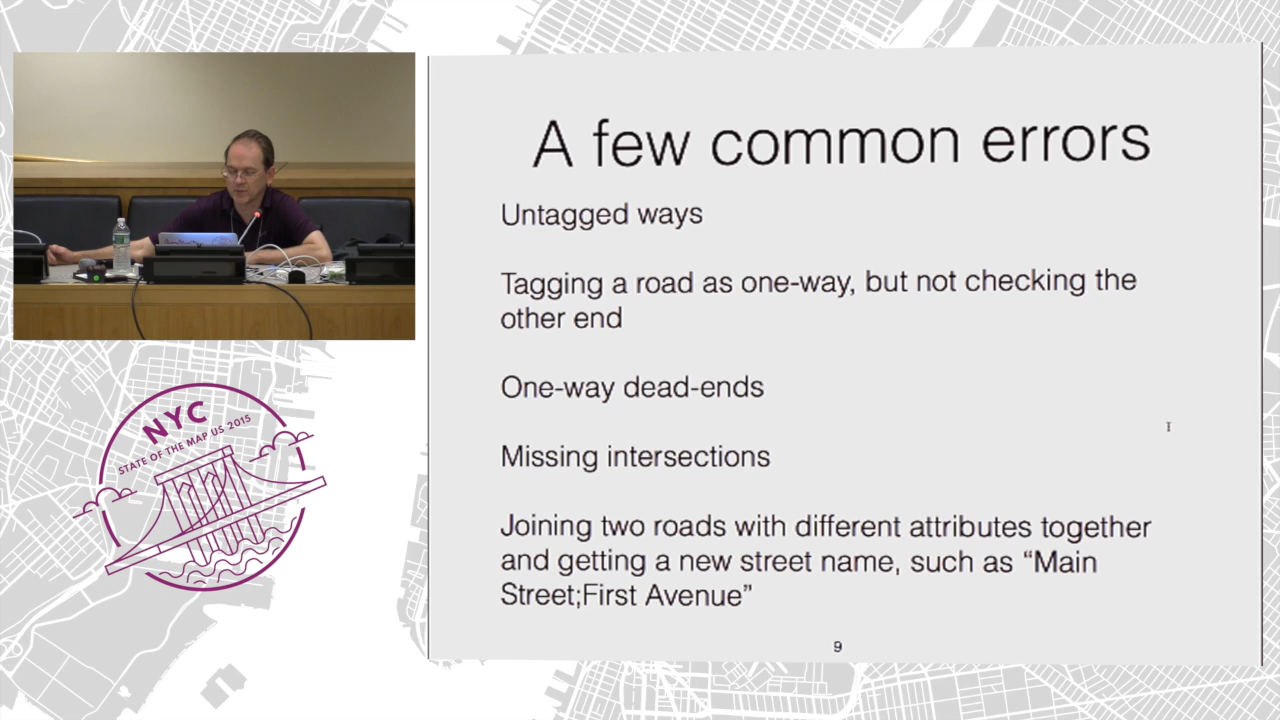 A few common errors
Untagged ways
Tagging a road as one-way, but not checking the
other end
One-way dead-ends
Missing intersections
Joining two roads with different attributes together
and getting a new street name, such as “Main
Street;First Avenue”
9
NYC
STATE OF THE MAP US 2015